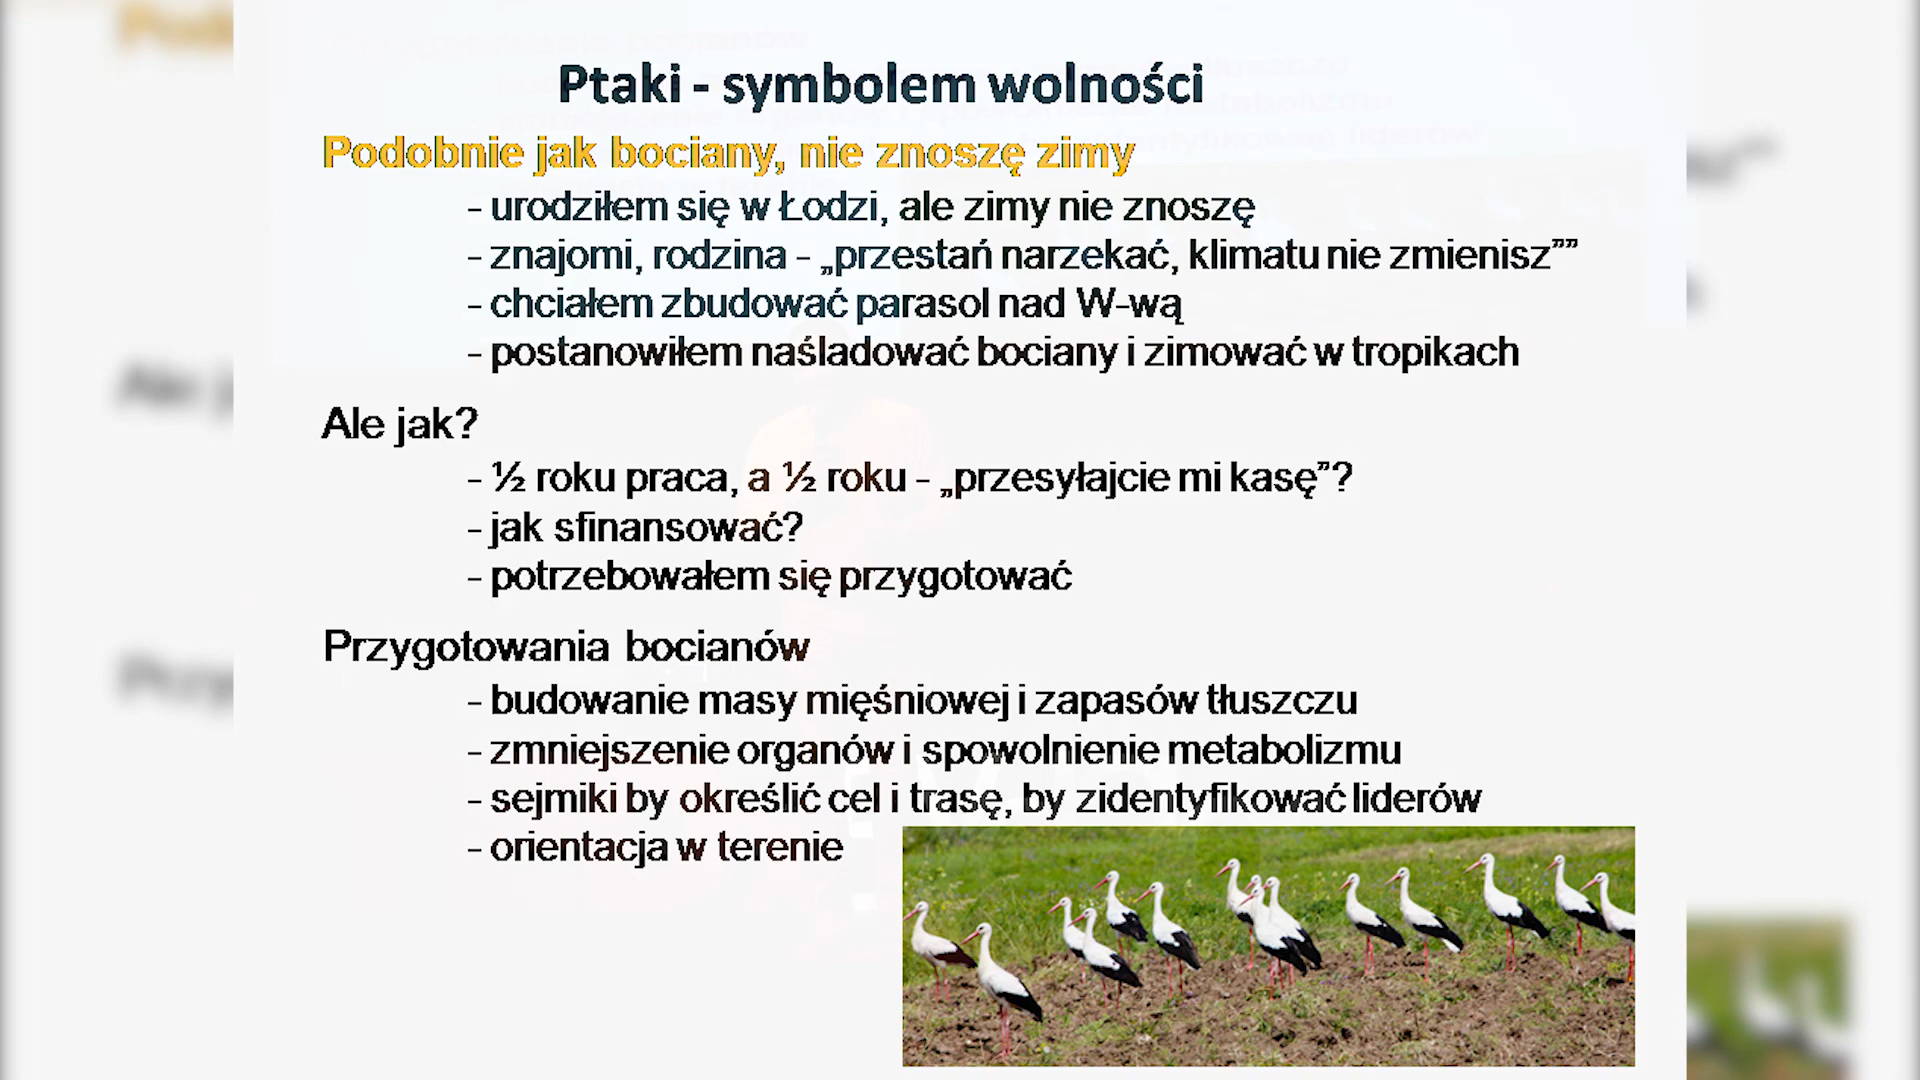 Ptaki - symbolem wolności
Podobnie jak bociany, nie znoszę zimy
- urodziłem się w Łodzi, ale zimy nie znoszę
- znajomi, rodzina - „przestań narzekać, klimatu nie zmienisz””
- chciałem zbudować parasol nad W-wą
- postanowiłem naśladować bociany i zimować w tropikach
Ale jak?
- ½ roku praca, a ½ roku - „przesyłajcie mi kasę”?
- jak sfinansować?
- potrzebowałem się przygotować
Przygotowania bocianów
- budowanie masy mięśniowej i zapasów tłuszczu
- zmniejszenie organów i spowolnienie metabolizmu
- sejmiki by określić cel i trasę, by zidentyfikować liderów
- orientacja w terenie